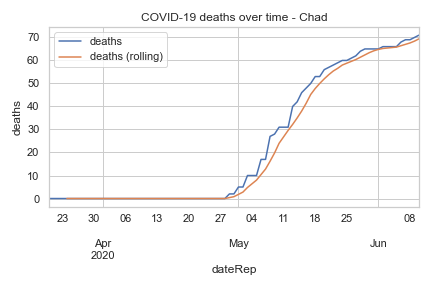 COVID-19 deaths over time - Chad
deaths
deaths (rolling)
70
60
50
40
30
20
10
0
deaths
23 30 06 13 20 27 04 11 18 25 08
Apr May Jun
2020
dateRep